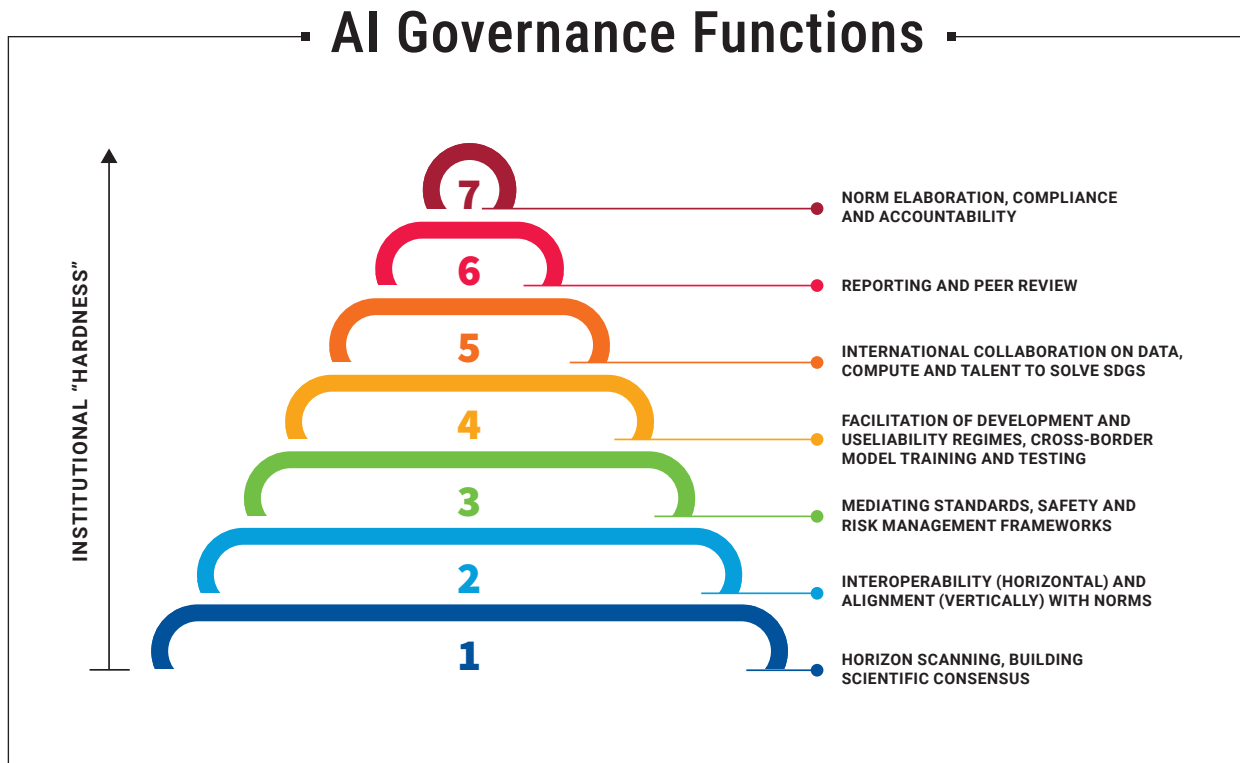 AI Governance Functions
INSTITUTIONAL “HARDNESS”
7
NORM ELABORATION, COMPLIANCE
AND ACCOUNTABILITY
6
REPORTING AND PEER REVIEW
5
INTERNATIONAL COLLABORATION ON DATA,
COMPUTE AND TALENT TO SOLVE SDGS
4
FACILITATION OF DEVELOPMENT AND
USELIABILITY REGIMES, CROSS-BORDER
MODEL TRAINING AND TESTING
3
MEDIATING STANDARDS, SAFETY AND
RISK MANAGEMENT FRAMEWORKS
2
INTEROPERABILITY (HORIZONTAL) AND
ALIGNMENT (VERTICALLY) WITH NORMS
1
HORIZON SCANNING, BUILDING
SCIENTIFIC CONSENSUS